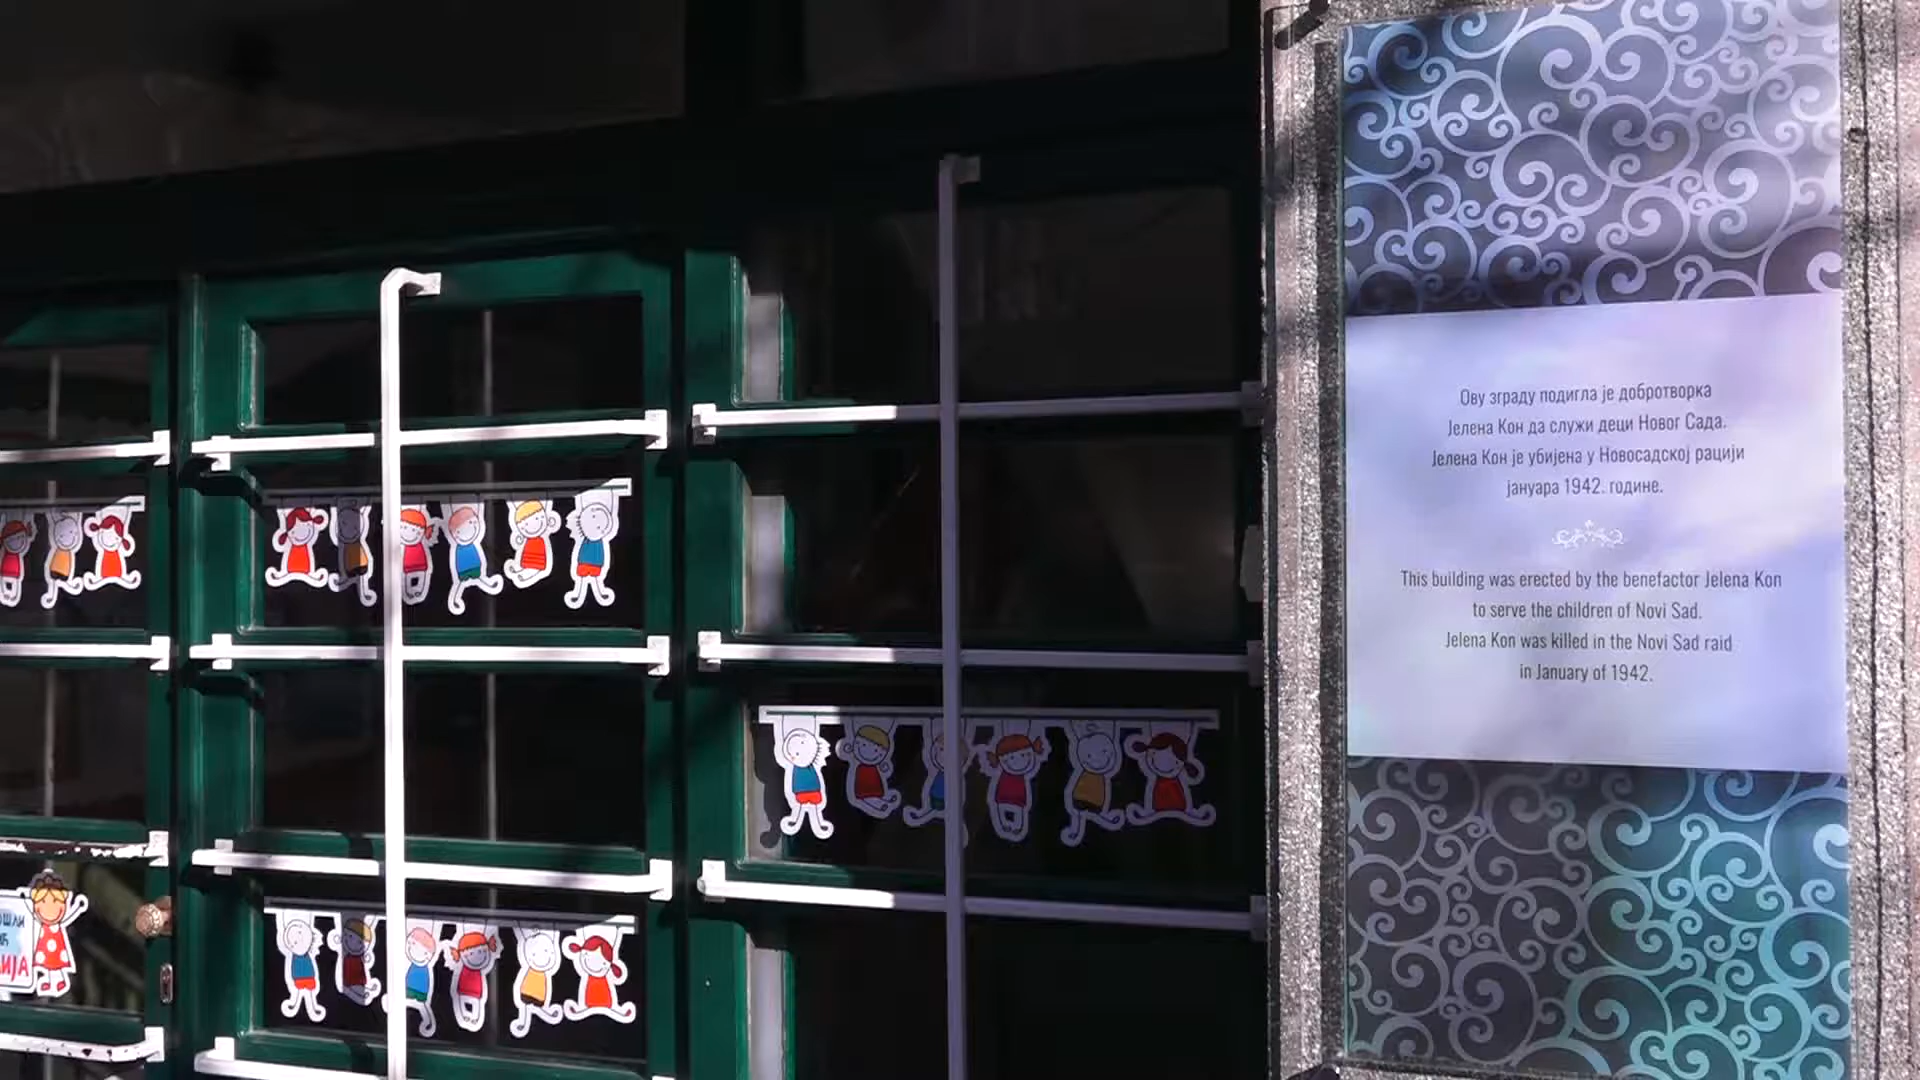 Ову зграду подигла је добротворка
Јелена Кон да служи деци Новог Сада.
Јелена Кон је убијена у Новосадској рацији
јануара 1942. године.
This building was erected by the benefactor Jelena Kon
to serve the children of Novi Sad.
Jelena Kon was killed in the Novi Sad raid
in January of 1942.